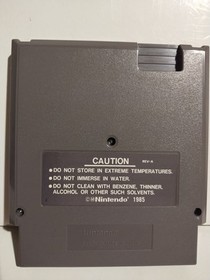 CAUTION REV-A
• DO NOT STORE IN EXTREME TEMPERATURES.
• DO NOT IMMERSE IN WATER.
• DO NOT CLEAN WITH BENZENE, THINNER,
ALCOHOL OR OTHER SUCH SOLVENTS.
©®Nintendo® 1985